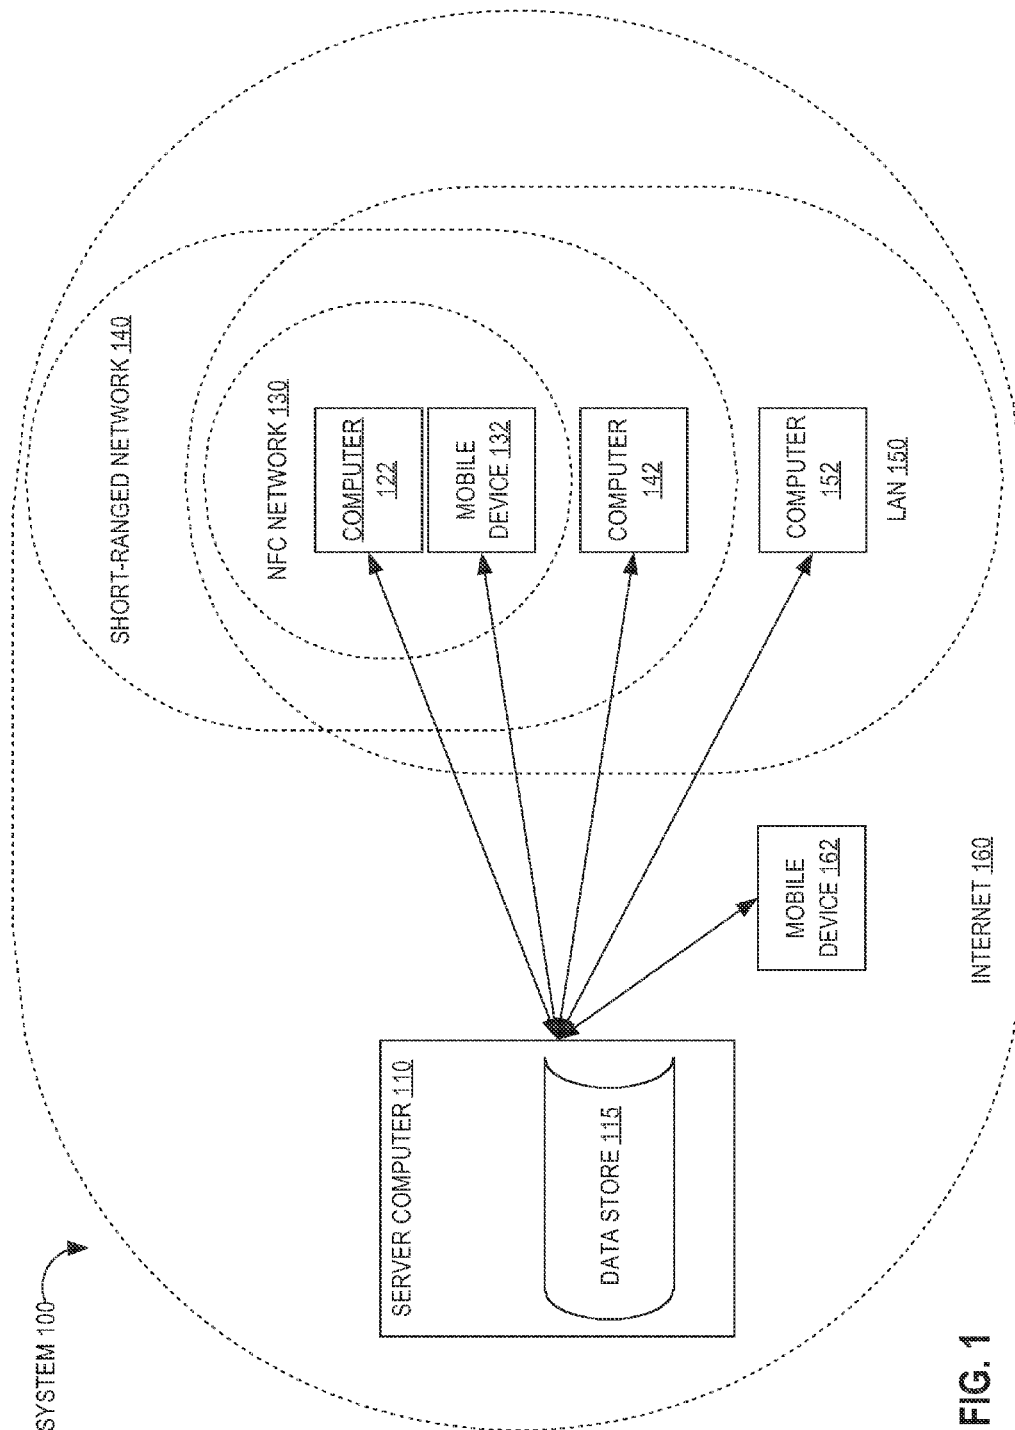 SYSTEM 100
SERVER COMPUTER 110
DATA STORE 115
SHORT-RANGED NETWORK 140
NFC NETWORK 130
COMPUTER
122
MOBILE
DEVICE 132
COMPUTER
142
COMPUTER
152
LAN 150
MOBILE
DEVICE 162
INTERNET 160
FIG. 1